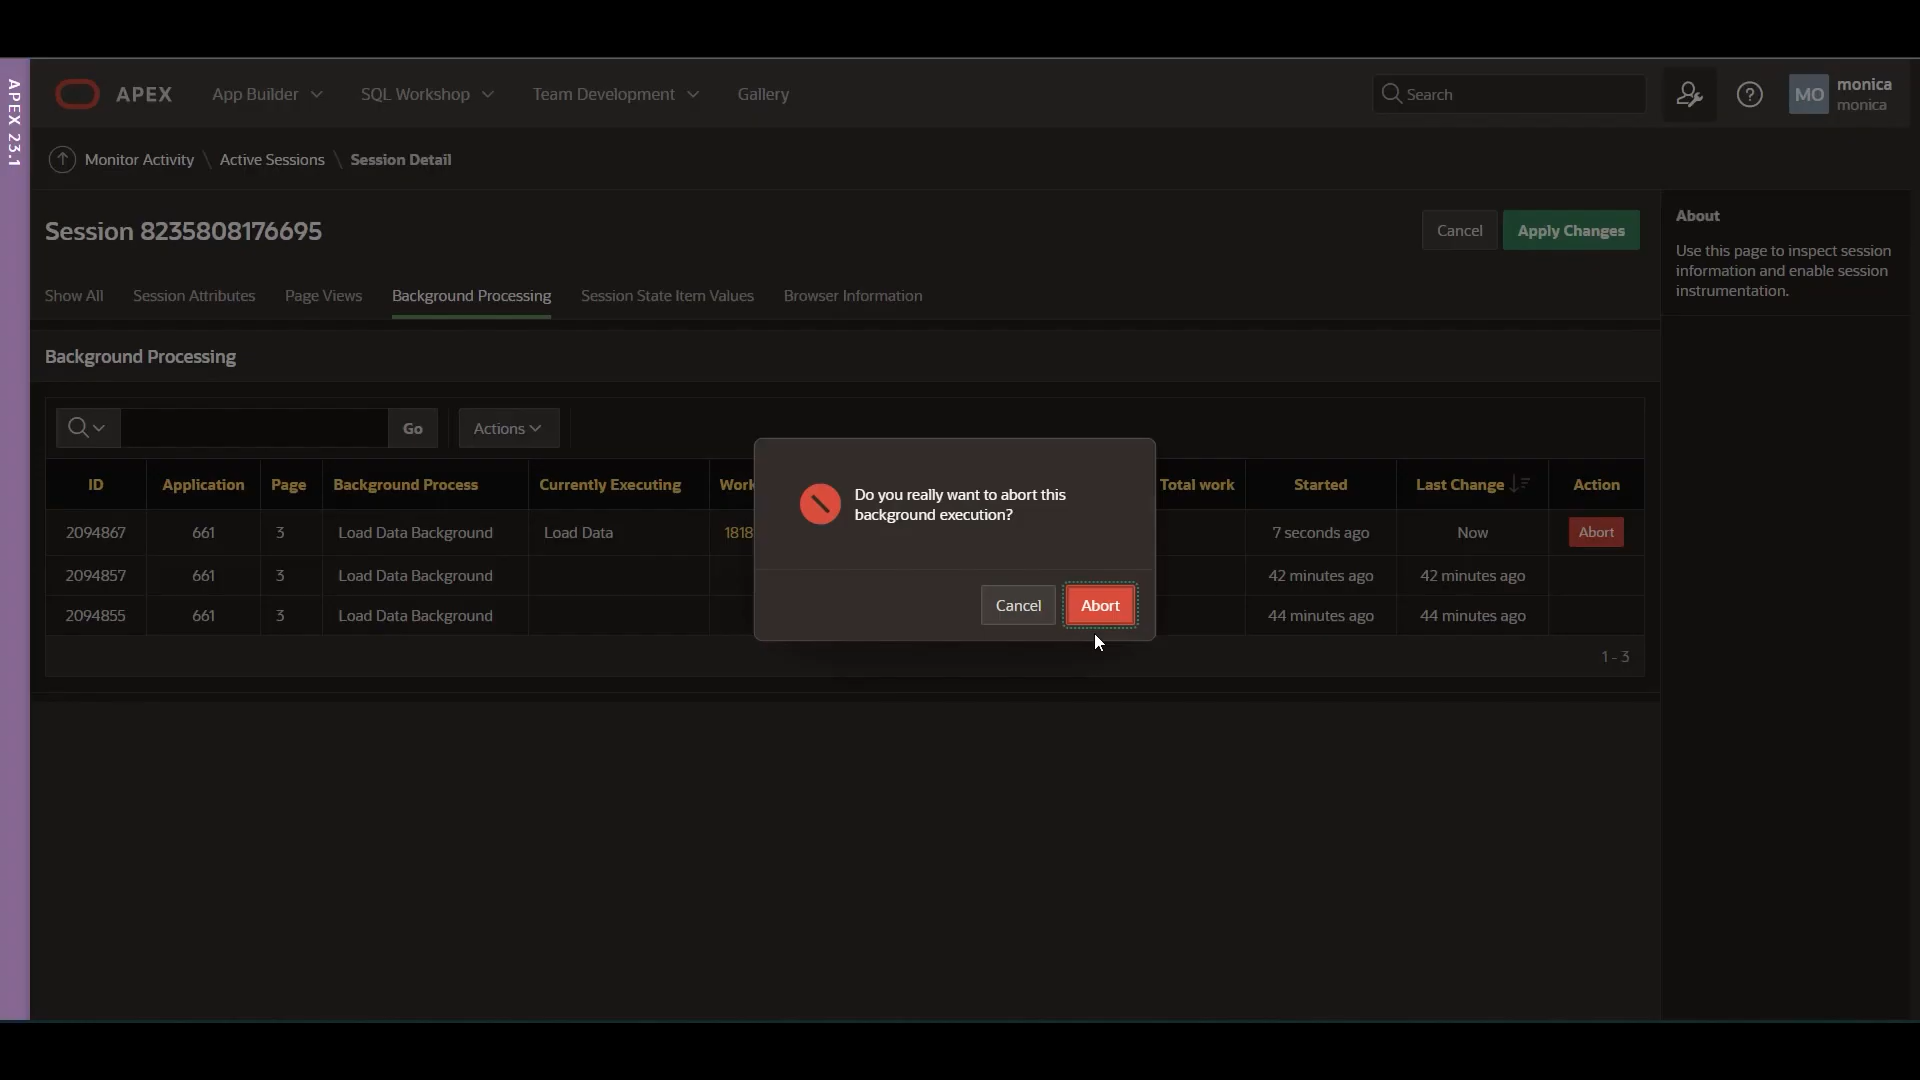 APEX 23.1
APEX App Builder SQL Workshop Team Development Gallery Search MO monica
monica
Monitor Activity \ Active Sessions \ Session Detail
Session 8235808176695 Cancel Apply Changes
Show All Session Attributes Page Views Background Processing Session State Item Values Browser Information
Background Processing
Go Actions
ID Application Page Background Process Currently Executing Work Total work Started Last Change Action
2094867 661 3 Load Data Background Load Data 1818 7 seconds ago Now Abort
2094857 661 3 Load Data Background 42 minutes ago 42 minutes ago
2094855 661 3 Load Data Background 44 minutes ago 44 minutes ago
1 - 3
Do you really want to abort this
background execution?
Cancel Abort
About
Use this page to inspect session
information and enable session
instrumentation.